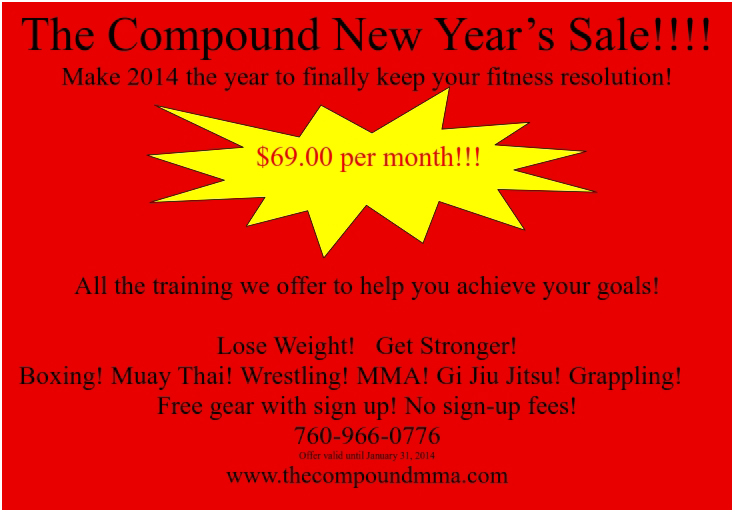 The Compound New Year’s Sale!!!!
Make 2014 the year to finally keep your fitness resolution!
$69.00 per month!!!
All the training we offer to help you achieve your goals!
Lose Weight! Get Stronger!
Boxing! Muay Thai! Wrestling! MMA! Gi Jiu Jitsu! Grappling!
Free gear with sign up! No sign-up fees!
760-966-0776
Offer valid until January 31, 2014
www.thecompoundmma.com